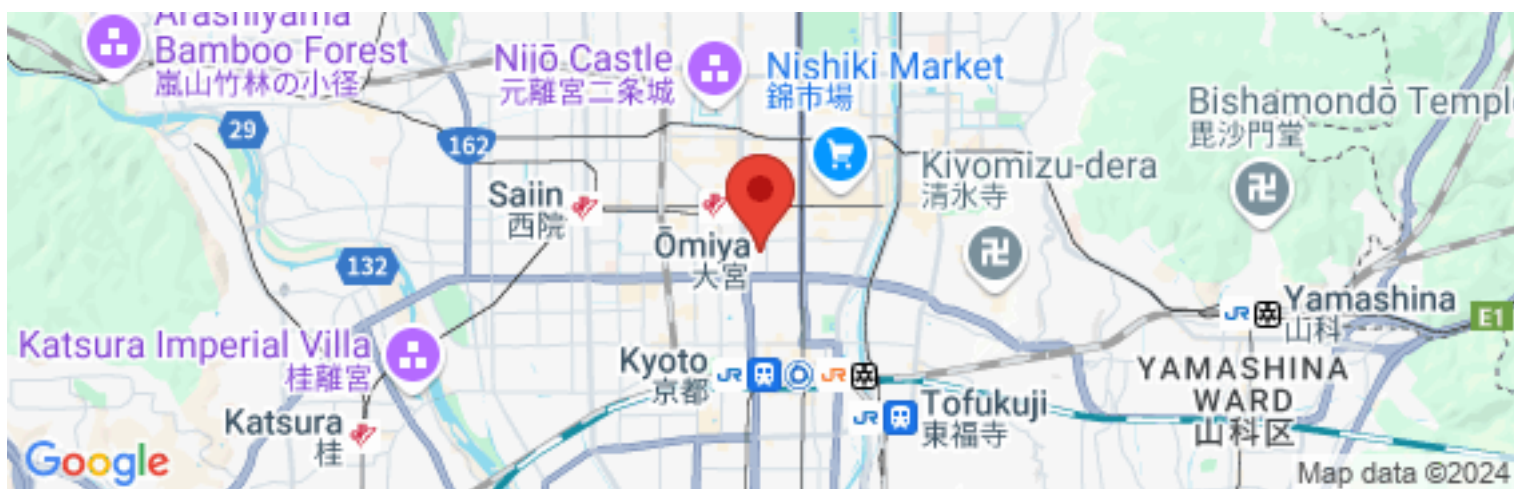 Arashiyama
Bamboo Forest
嵐山竹林の小径
Nijō Castle
元離宮二条城
Nishiki Market
錦市場
Bishamondō Temple
毘沙門堂
29
162
Kiyomizu-dera
清水寺
Saiin
西院
Ōmiya
大宮
132
Yamashina
山科
E1
Katsura Imperial Villa
桂離宮
Kyoto
京都
JR
JR
JR
YAMASHINA
WARD
山科区
Katsura
桂
JR
Tofukuji
東福寺
Google
Map data ©2024